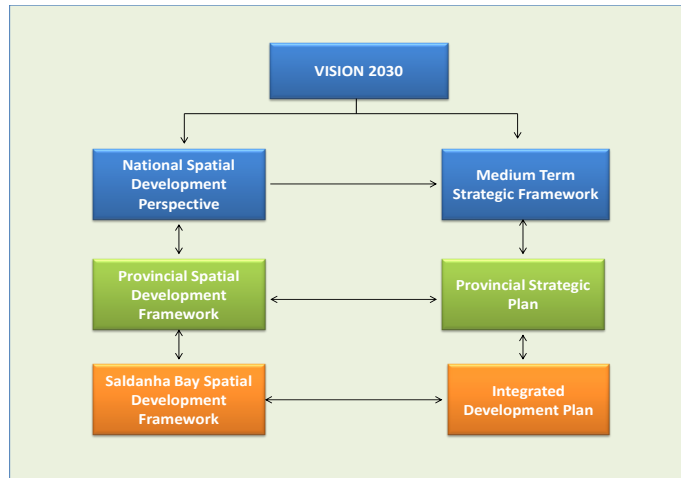 VISION 2030
National Spatial
Development
Perspective
Medium Term
Strategic Framework
Provincial Spatial
Development
Framework
Provincial Strategic
Plan
Saldanha Bay Spatial
Development
Framework
Integrated
Development Plan